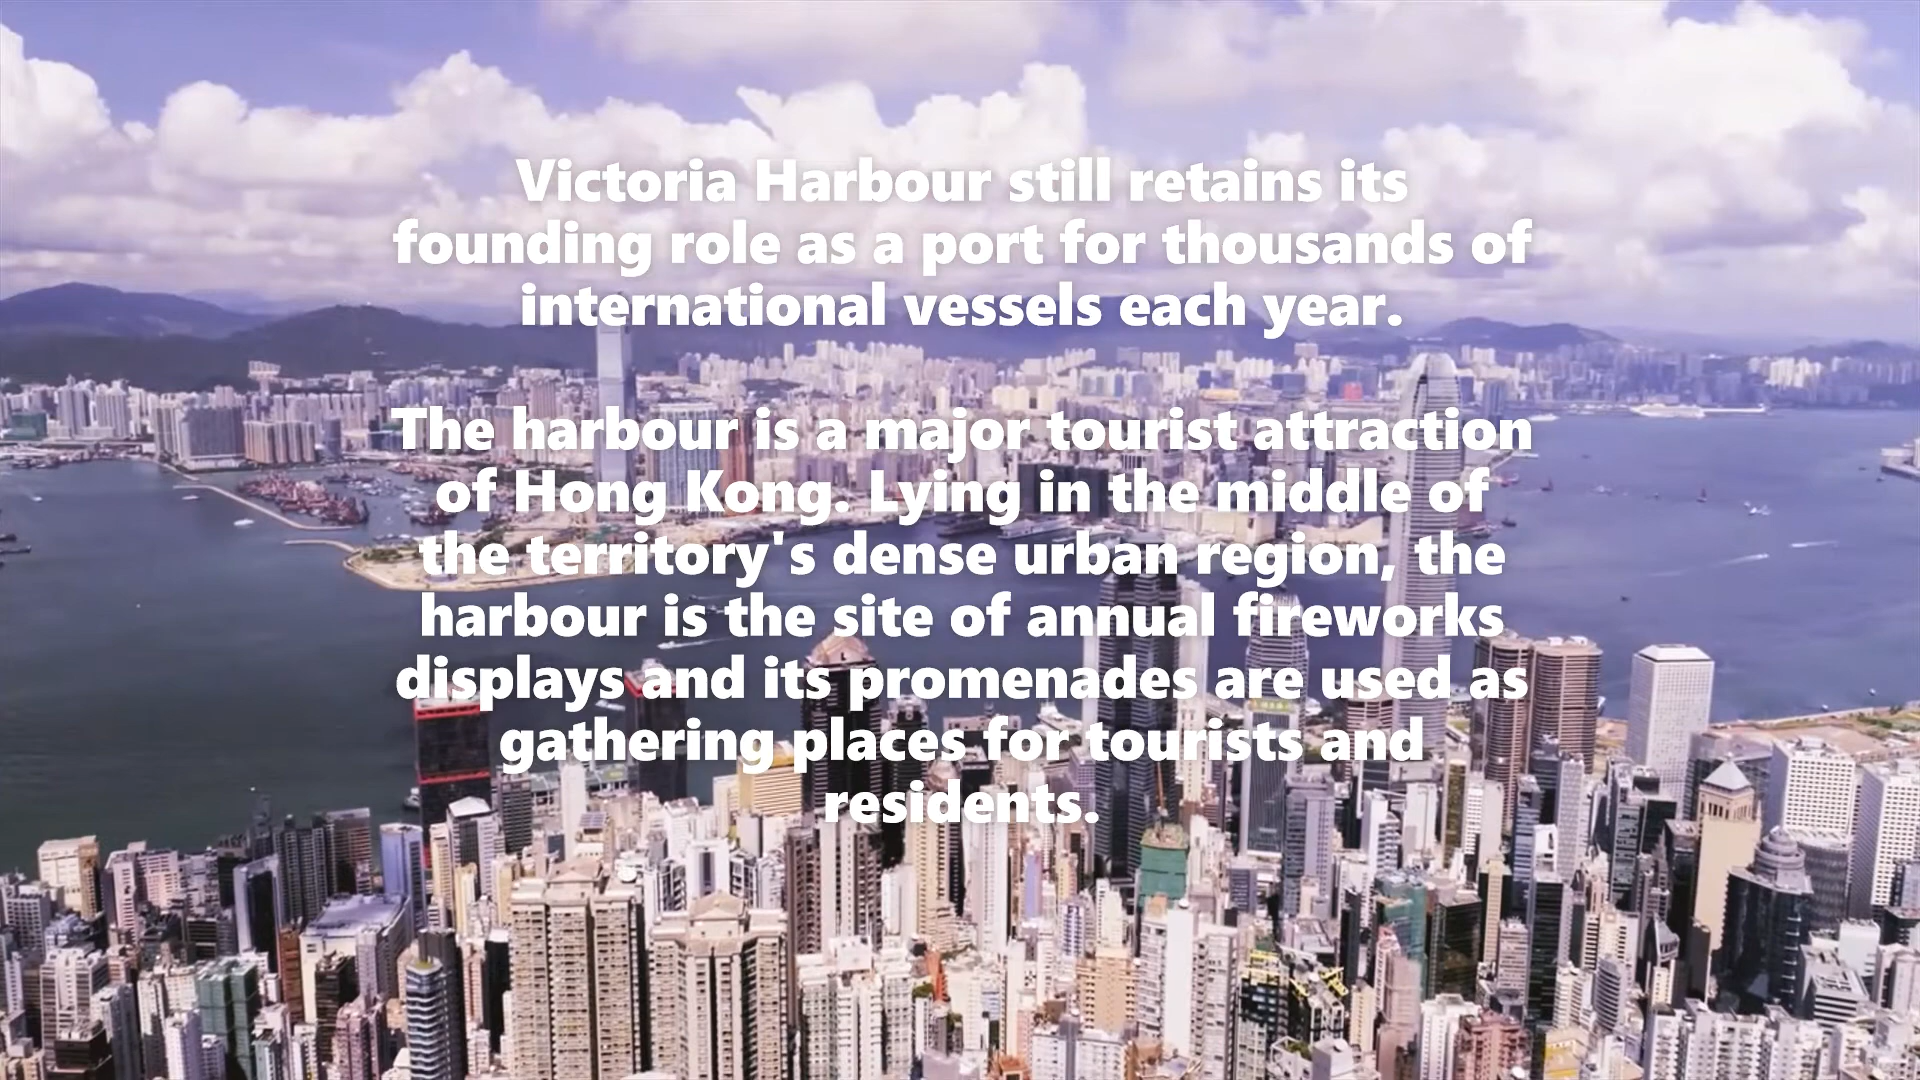 Victoria Harbour still retains its
founding role as a port for thousands of
international vessels each year.
The harbour is a major tourist attraction
of Hong Kong. Lying in the middle of
the territory's dense urban region, the
harbour is the site of annual fireworks
displays and its promenades are used as
gathering places for tourists and
residents.